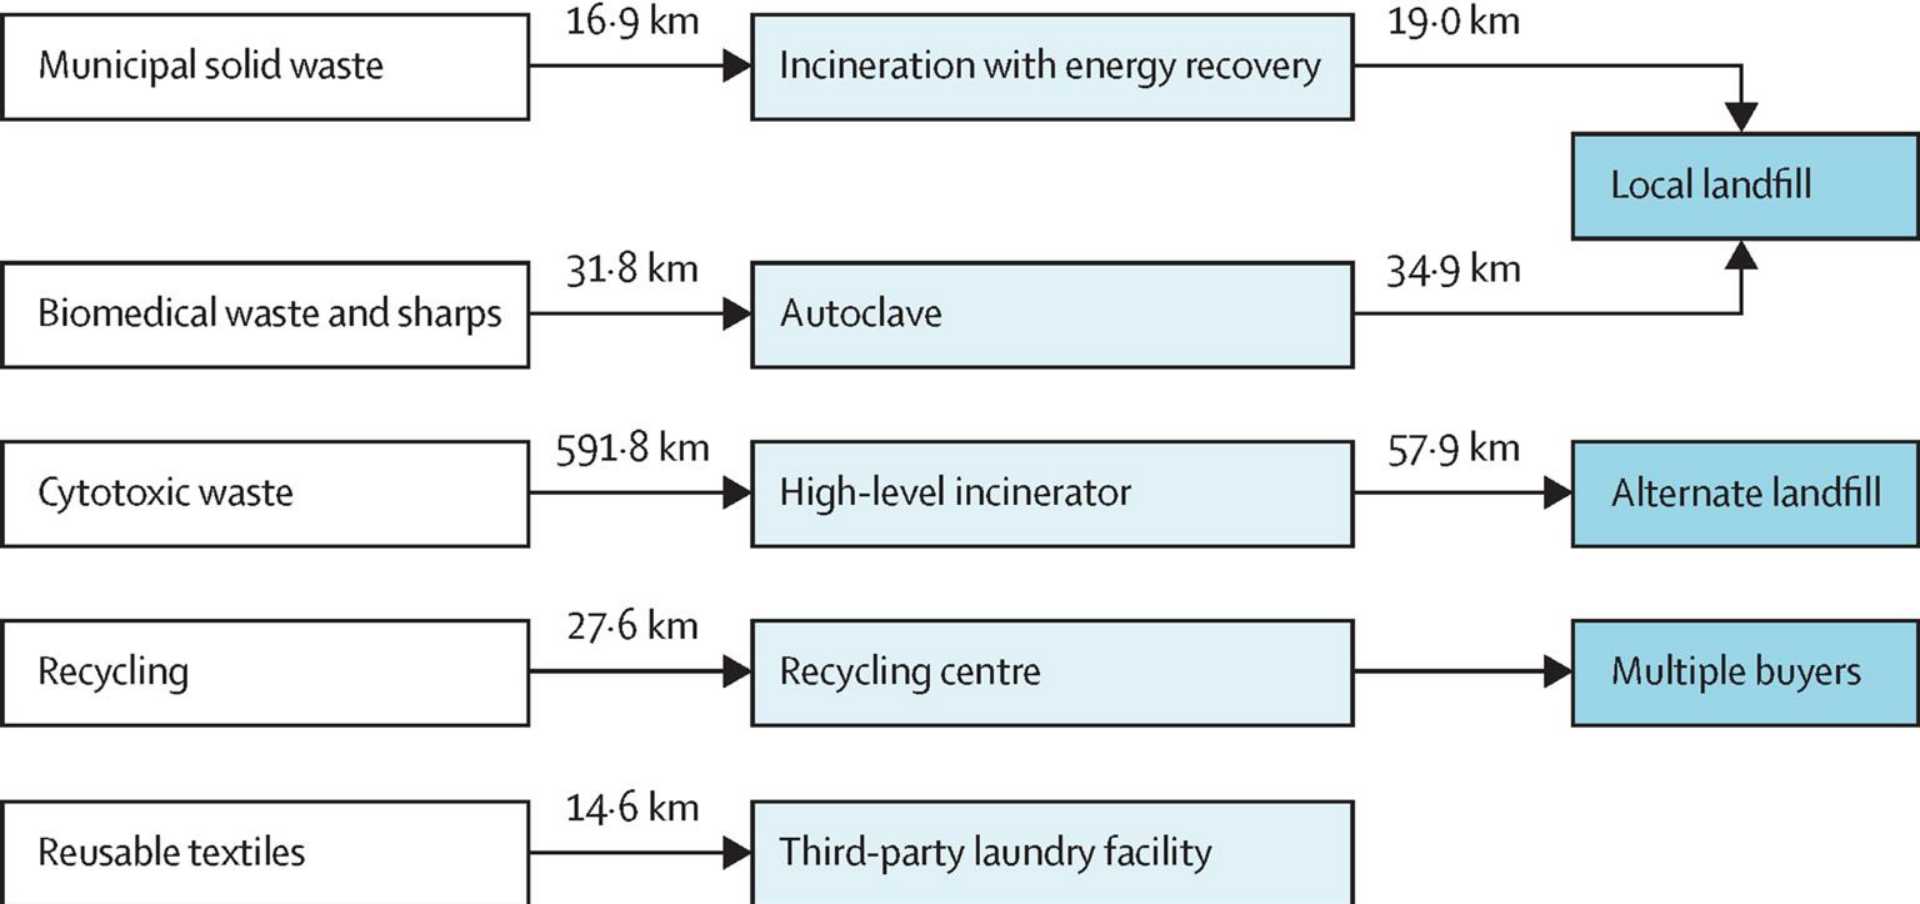 16·9 km
19·0 km
Municipal solid waste
Incineration with energy recovery
Local landfill
31·8 km
34·9 km
Biomedical waste and sharps
Autoclave
591·8 km
57·9 km
Cytotoxic waste
High-level incinerator
Alternate landfill
27·6 km
Recycling
Recycling centre
Multiple buyers
14·6 km
Reusable textiles
Third-party laundry facility